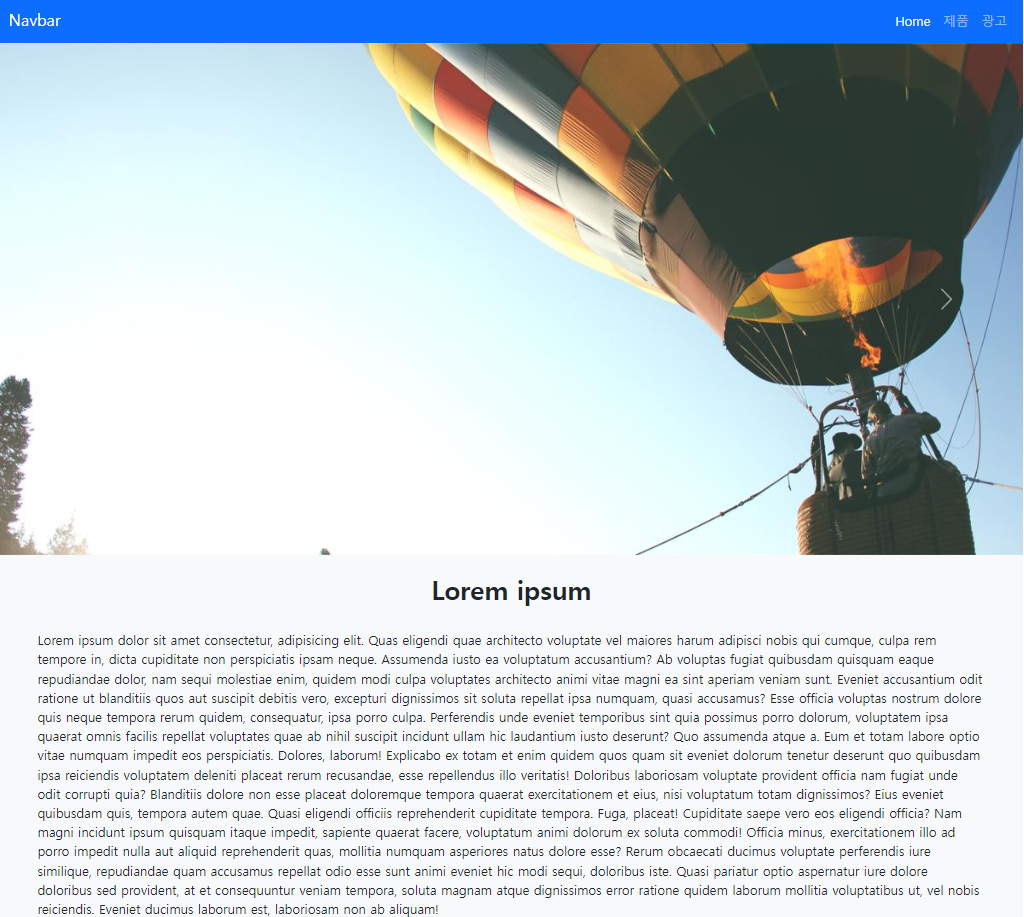 Navbar
Home 제품 광고
Lorem ipsum
Lorem ipsum dolor sit amet consectetur, adipisicing elit. Quas eligendi quae architecto voluptate vel maiores harum adipisci nobis qui cumque, culpa rem
tempore in, dicta cupiditate non perspiciatis ipsam neque. Assumenda iusto ea voluptatum accusantium? Ab voluptas fugiat quibusdam quisquam eaque
repudiandae dolor, nam sequi molestiae enim, quidem modi culpa voluptates architecto animi vitae magni ea sint aperiam veniam sunt. Eveniet accusantium odit
ratione ut blanditiis quos aut suscipit debitis vero, excepturi dignissimos sit soluta repellat ipsa numquam, quasi accusamus? Esse officia voluptas nostrum dolore
quis neque tempora rerum quidem, consequatur, ipsa porro culpa. Perferendis unde eveniet temporibus sint quia possimus porro dolorum, voluptatem ipsa
quaerat omnis facilis repellat voluptates quae ab nihil suscipit incidunt ullam hic laudantium iusto deserunt? Quo assumenda atque a. Eum et totam labore optio
vitae numquam impedit eos perspiciatis. Dolores, laborum! Explicabo ex totam et enim quidem quos quam sit eveniet dolorum tenetur deserunt quo quibusdam
ipsa reiciendis voluptatem deleniti placeat rerum recusandae, esse repellendus illo veritatis! Doloribus laboriosam voluptate provident officia nam fugiat unde
odit corrupti quia? Blanditiis dolore non esse placeat doloremque tempora quaerat exercitationem et eius, nisi voluptatum totam dignissimos? Eius eveniet
quibusdam quis, tempora autem quae. Quasi eligendi officiis reprehenderit cupiditate tempora. Fuga, placeat! Cupiditate saepe vero eos eligendi officia? Nam
magni incidunt ipsum quisquam itaque impedit, sapiente quaerat facere, voluptatum animi dolorum ex soluta commodi! Officia minus, exercitationem illo ad
porro impedit nulla aut aliquid reprehenderit quas, mollitia numquam asperiores natus dolore esse? Rerum obcaecati ducimus voluptate perferendis iure
similique, repudiandae quam accusamus repellat odio esse sunt animi eveniet hic modi sequi, doloribus iste. Quasi pariatur optio aspernatur iure dolore
doloribus sed provident, at et consequuntur veniam tempora, soluta magnam atque dignissimos error ratione quidem laborum mollitia voluptatibus ut, vel nobis
reiciendis. Eveniet ducimus laborum est, laboriosam non ab aliquam!